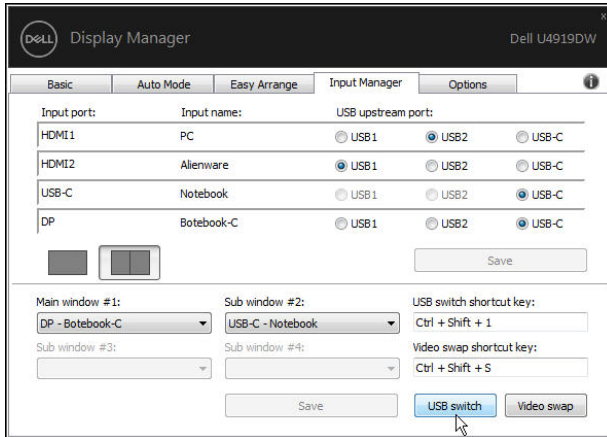 DELL Display Manager Dell U4919DW
Basic Auto Mode Easy Arrange Input Manager Options
Input port: Input name: USB upstream port:
HDMI1 PC USB1 USB2 USB-C
HDMI2 Alienware USB1 USB2 USB-C
USB-C Notebook USB1 USB2 USB-C
DP Botebook-C USB1 USB2 USB-C
Save
Main window #1: Sub window #2: USB switch shortcut key:
DP - Botebook-C USB-C - Notebook Ctrl + Shift + 1
Sub window #3: Sub window #4: Video swap shortcut key:
Ctrl + Shift + S
Save USB switch Video swap